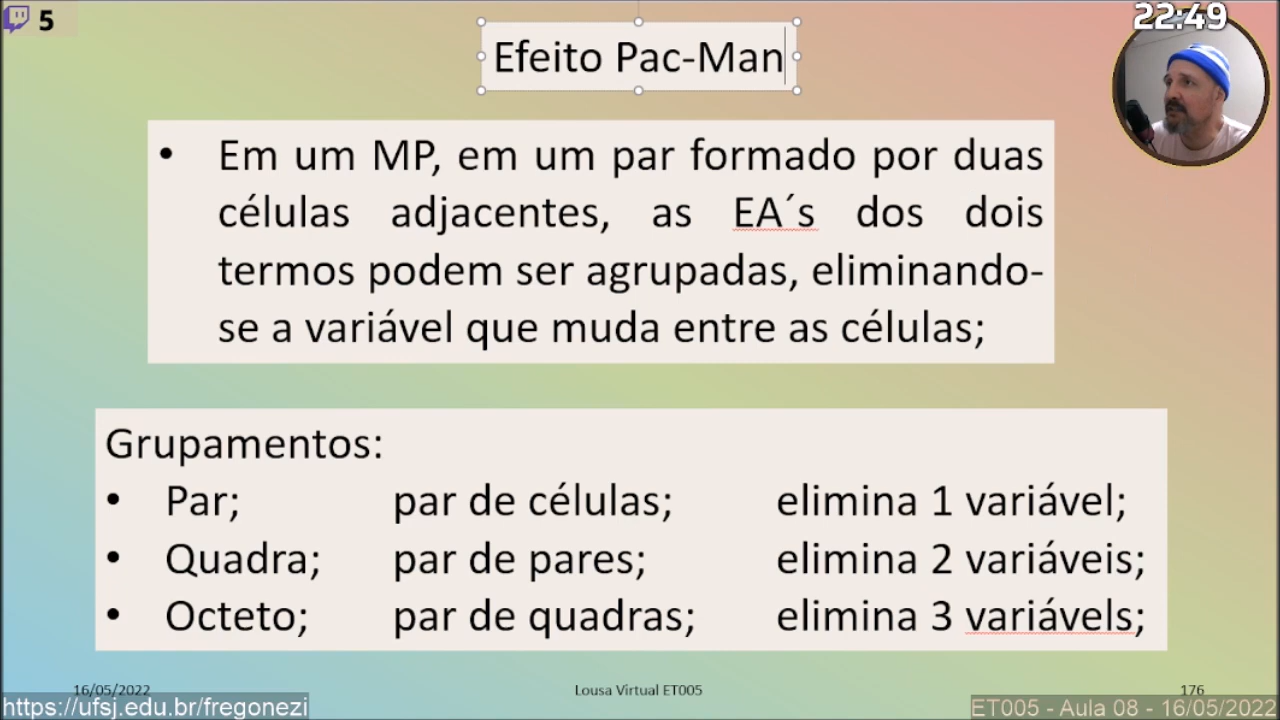 5
22:49
Efeito Pac-Man
• Em um MP, em um par formado por duas
células adjacentes, as EA´s dos dois
termos podem ser agrupadas, eliminando-
se a variável que muda entre as células;
Grupamentos:
• Par; par de células; elimina 1 variável;
• Quadra; par de pares; elimina 2 variáveis;
• Octeto; par de quadras; elimina 3 variávels;
16/05/2022 Lousa Virtual ET005 176
https://ufsj.edu.br/fregonezi ET005 - Aula 08 - 16/05/2022